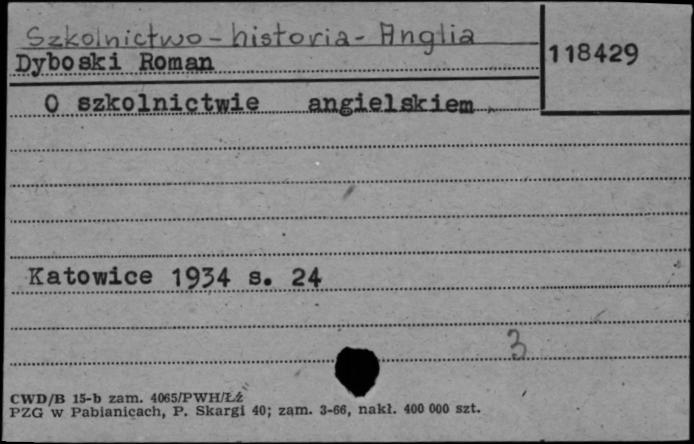 Szkolnictwo - historia - Anglia
Dyboski Roman
118429
O szkolnictwie angielskiem
Katowice 1934 s. 24
3
CWD/B 15-b zam. 4065/PWH/Łź
PZG w Pabianicach, P. Skargi 40; zam. 3-66, nakł. 400 000 szt.